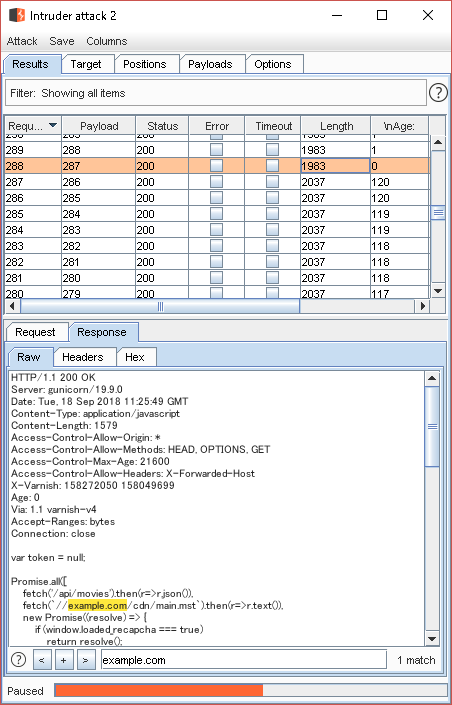 Intruder attack 2
Attack Save Columns
Results Target Positions Payloads Options
Filter: Showing all items ?
Requ... Payload Status Error Timeout Length \nAge:
289 288 200 1983 1
288 287 200 1983 0
287 286 200 2037 120
286 285 200 2037 120
285 284 200 2037 119
284 283 200 2037 119
283 282 200 2037 118
282 281 200 2037 118
281 280 200 2037 118
280 279 200 2037 117
Request Response
Raw Headers Hex
HTTP/1.1 200 OK
Server: gunicorn/19.9.0
Date: Tue, 18 Sep 2018 11:25:49 GMT
Content-Type: application/javascript
Content-Length: 1579
Access-Control-Allow-Origin: *
Access-Control-Allow-Methods: HEAD, OPTIONS, GET
Access-Control-Max-Age: 21600
Access-Control-Allow-Headers: X-Forwarded-Host
X-Varnish: 158272050 158049699
Age: 0
Via: 1.1 varnish-v4
Accept-Ranges: bytes
Connection: close
var token = null;
Promise.all([
fetch('/api/movies').then(r=>r.json()),
fetch(`//example.com/cdn/main.mst`).then(r=>r.text()),
new Promise((resolve) => {
if (window.loaded_recapcha === true)
return resolve();
? < + > example.com 1 match
Paused